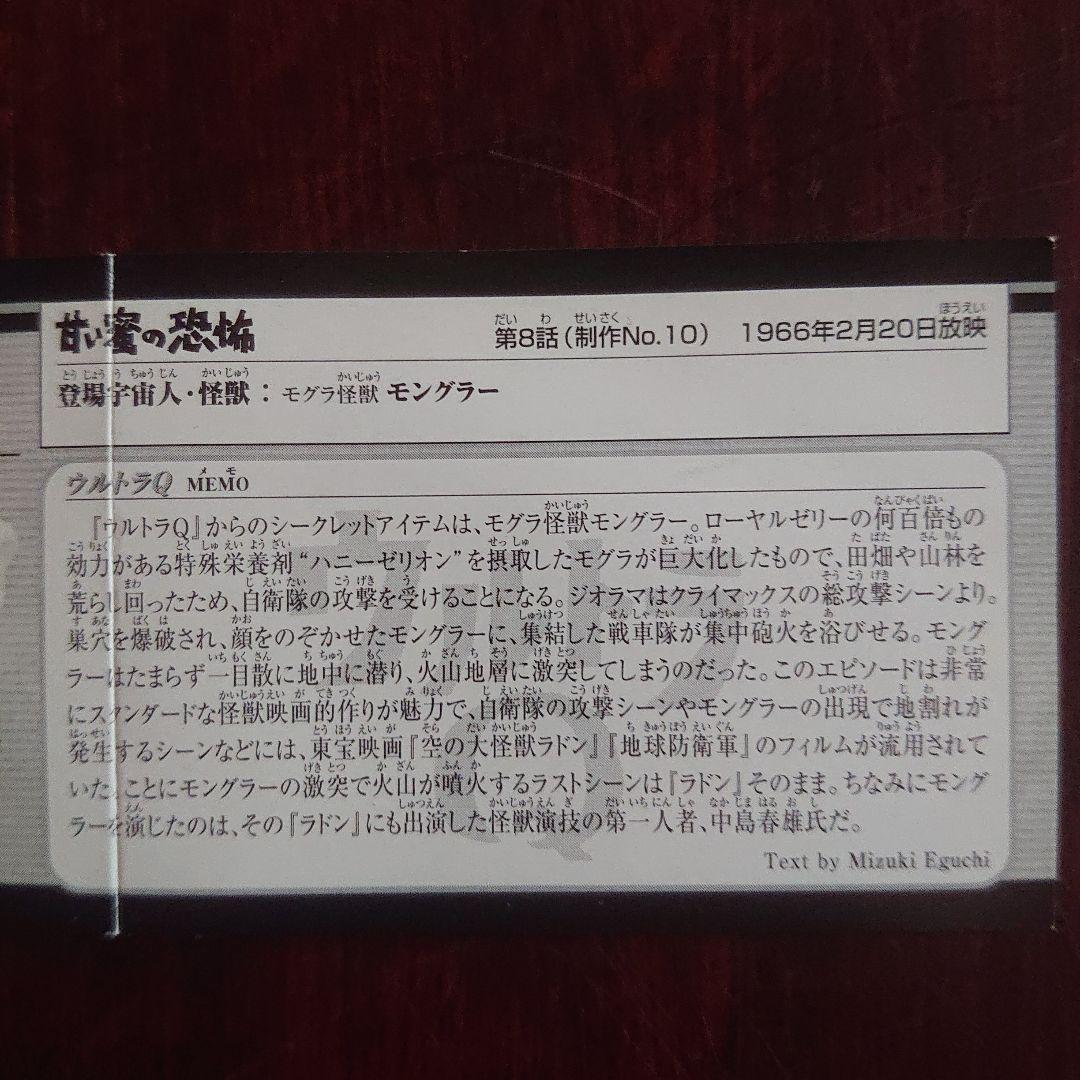 甘い蜜の恐怖 第8話(制作No.10) 1966年2月20日放映
登場宇宙人・怪獣：モグラ怪獣 モングラー
ウルトラQ MEMO
『ウルトラQ』からのシークレットアイテムは、モグラ怪獣モングラー。ローヤルゼリーの何百倍もの
効力がある特殊栄養剤“ハニーゼリオン”を摂取したモグラが巨大化したもので、田畑や山林を
荒らし回ったため、自衛隊の攻撃を受けることになる。ジオラマはクライマックスの総攻撃シーンより。
巣穴を爆破され、顔をのぞかせたモングラーに、集結した戦車隊が集中砲火を浴びせる。モング
ラーはたまらず一目散に地中に潜り、火山地層に激突してしまうのだった。このエピソードは非常
にスタンダードな怪獣映画的作りが魅力で、自衛隊の攻撃シーンやモングラーの出現で地割れが
発生するシーンなどには、東宝映画『空の大怪獣ラドン』『地球防衛軍』のフィルムが流用されて
いた。ことにモングラーの激突で火山が噴火するラストシーンは『ラドン』そのまま。ちなみにモング
ラーを演じたのは、その『ラドン』にも出演した怪獣演技の第一人者、中島春雄氏だ。
Text by Mizuki Eguchi